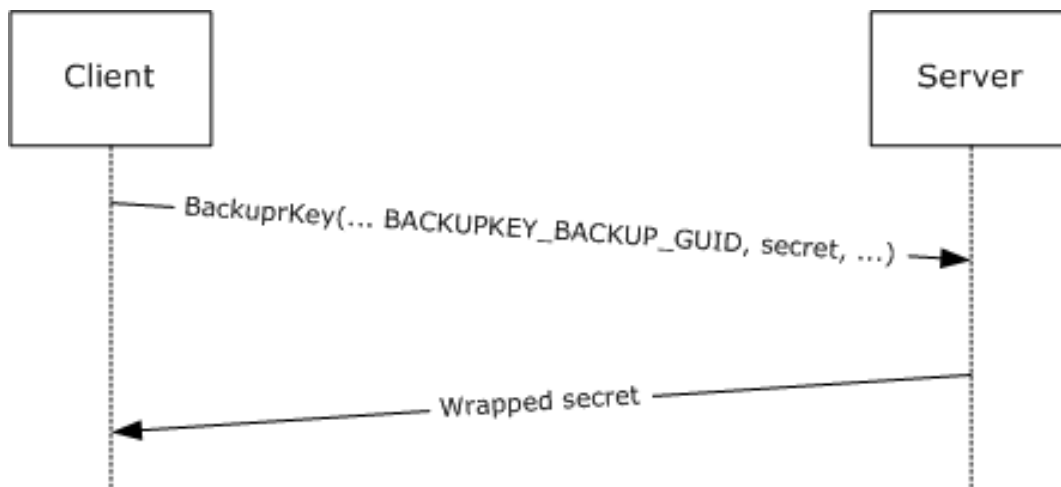 Client
Server
BackuprKey(... BACKUPKEY_BACKUP_GUID, secret, ...)
Wrapped secret